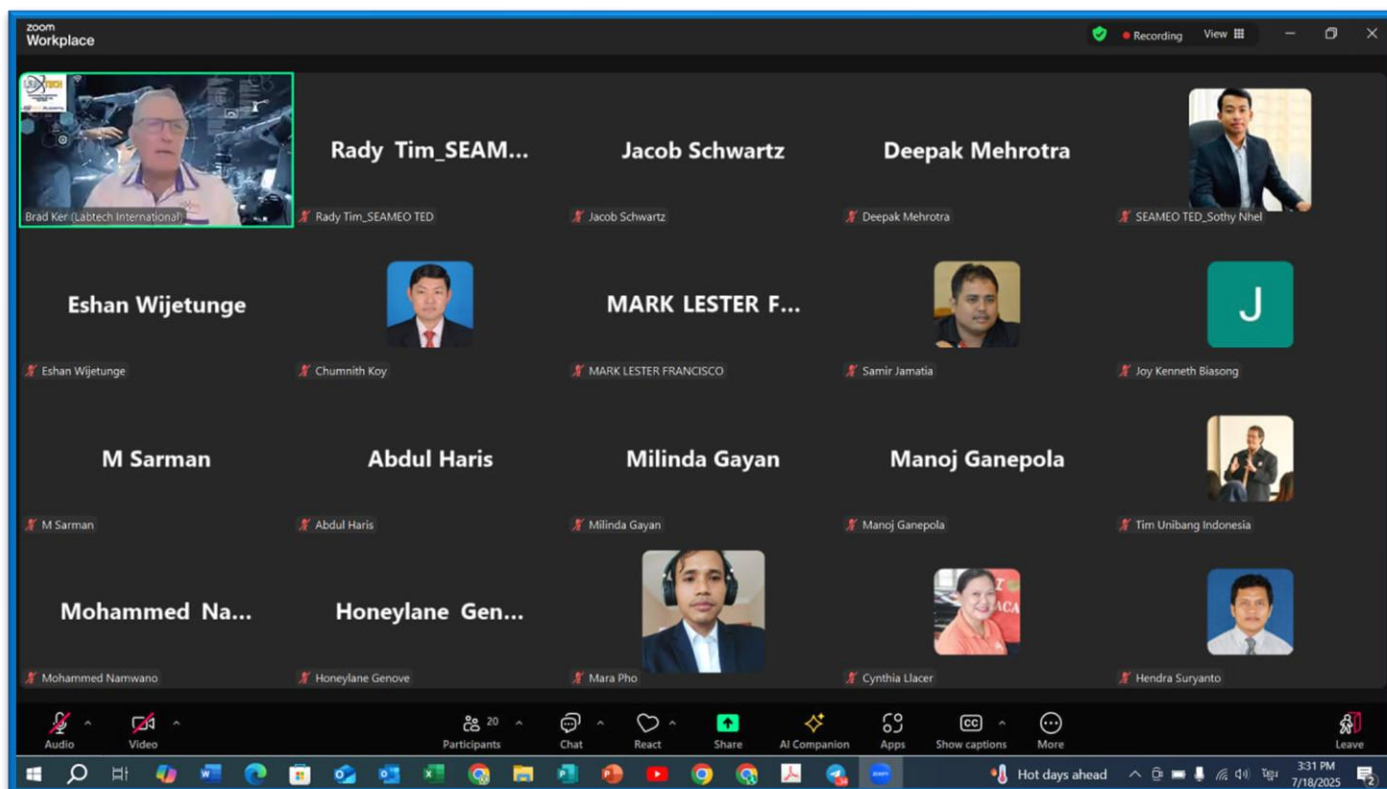 zoom
Workplace
Recording
View
LABTECH
Brad Ker (Labtech International)
Rady Tim_SEAM...
Rady Tim_SEAMEO TED
Jacob Schwartz
Jacob Schwartz
Deepak Mehrotra
Deepak Mehrotra
SEAMEO TED_Sothy Nhel
Eshan Wijetunge
Eshan Wijetunge
Chumnith Koy
MARK LESTER F...
MARK LESTER FRANCISCO
Samir Jamatia
J
Joy Kenneth Biasong
M Sarman
M Sarman
Abdul Haris
Abdul Haris
Milinda Gayan
Milinda Gayan
Manoj Ganepola
Manoj Ganepola
Tim Unibang Indonesia
Mohammed Na...
Mohammed Namwano
Honeylane Gen...
Honeylane Genove
Mara Pho
Cynthia Llacer
Hendra Suryanto
Audio
Video
20
Participants
Chat
React
Share
AI Companion
Apps
CC
Show captions
More
Leave
Hot days ahead
3:31 PM
7/18/2025
2